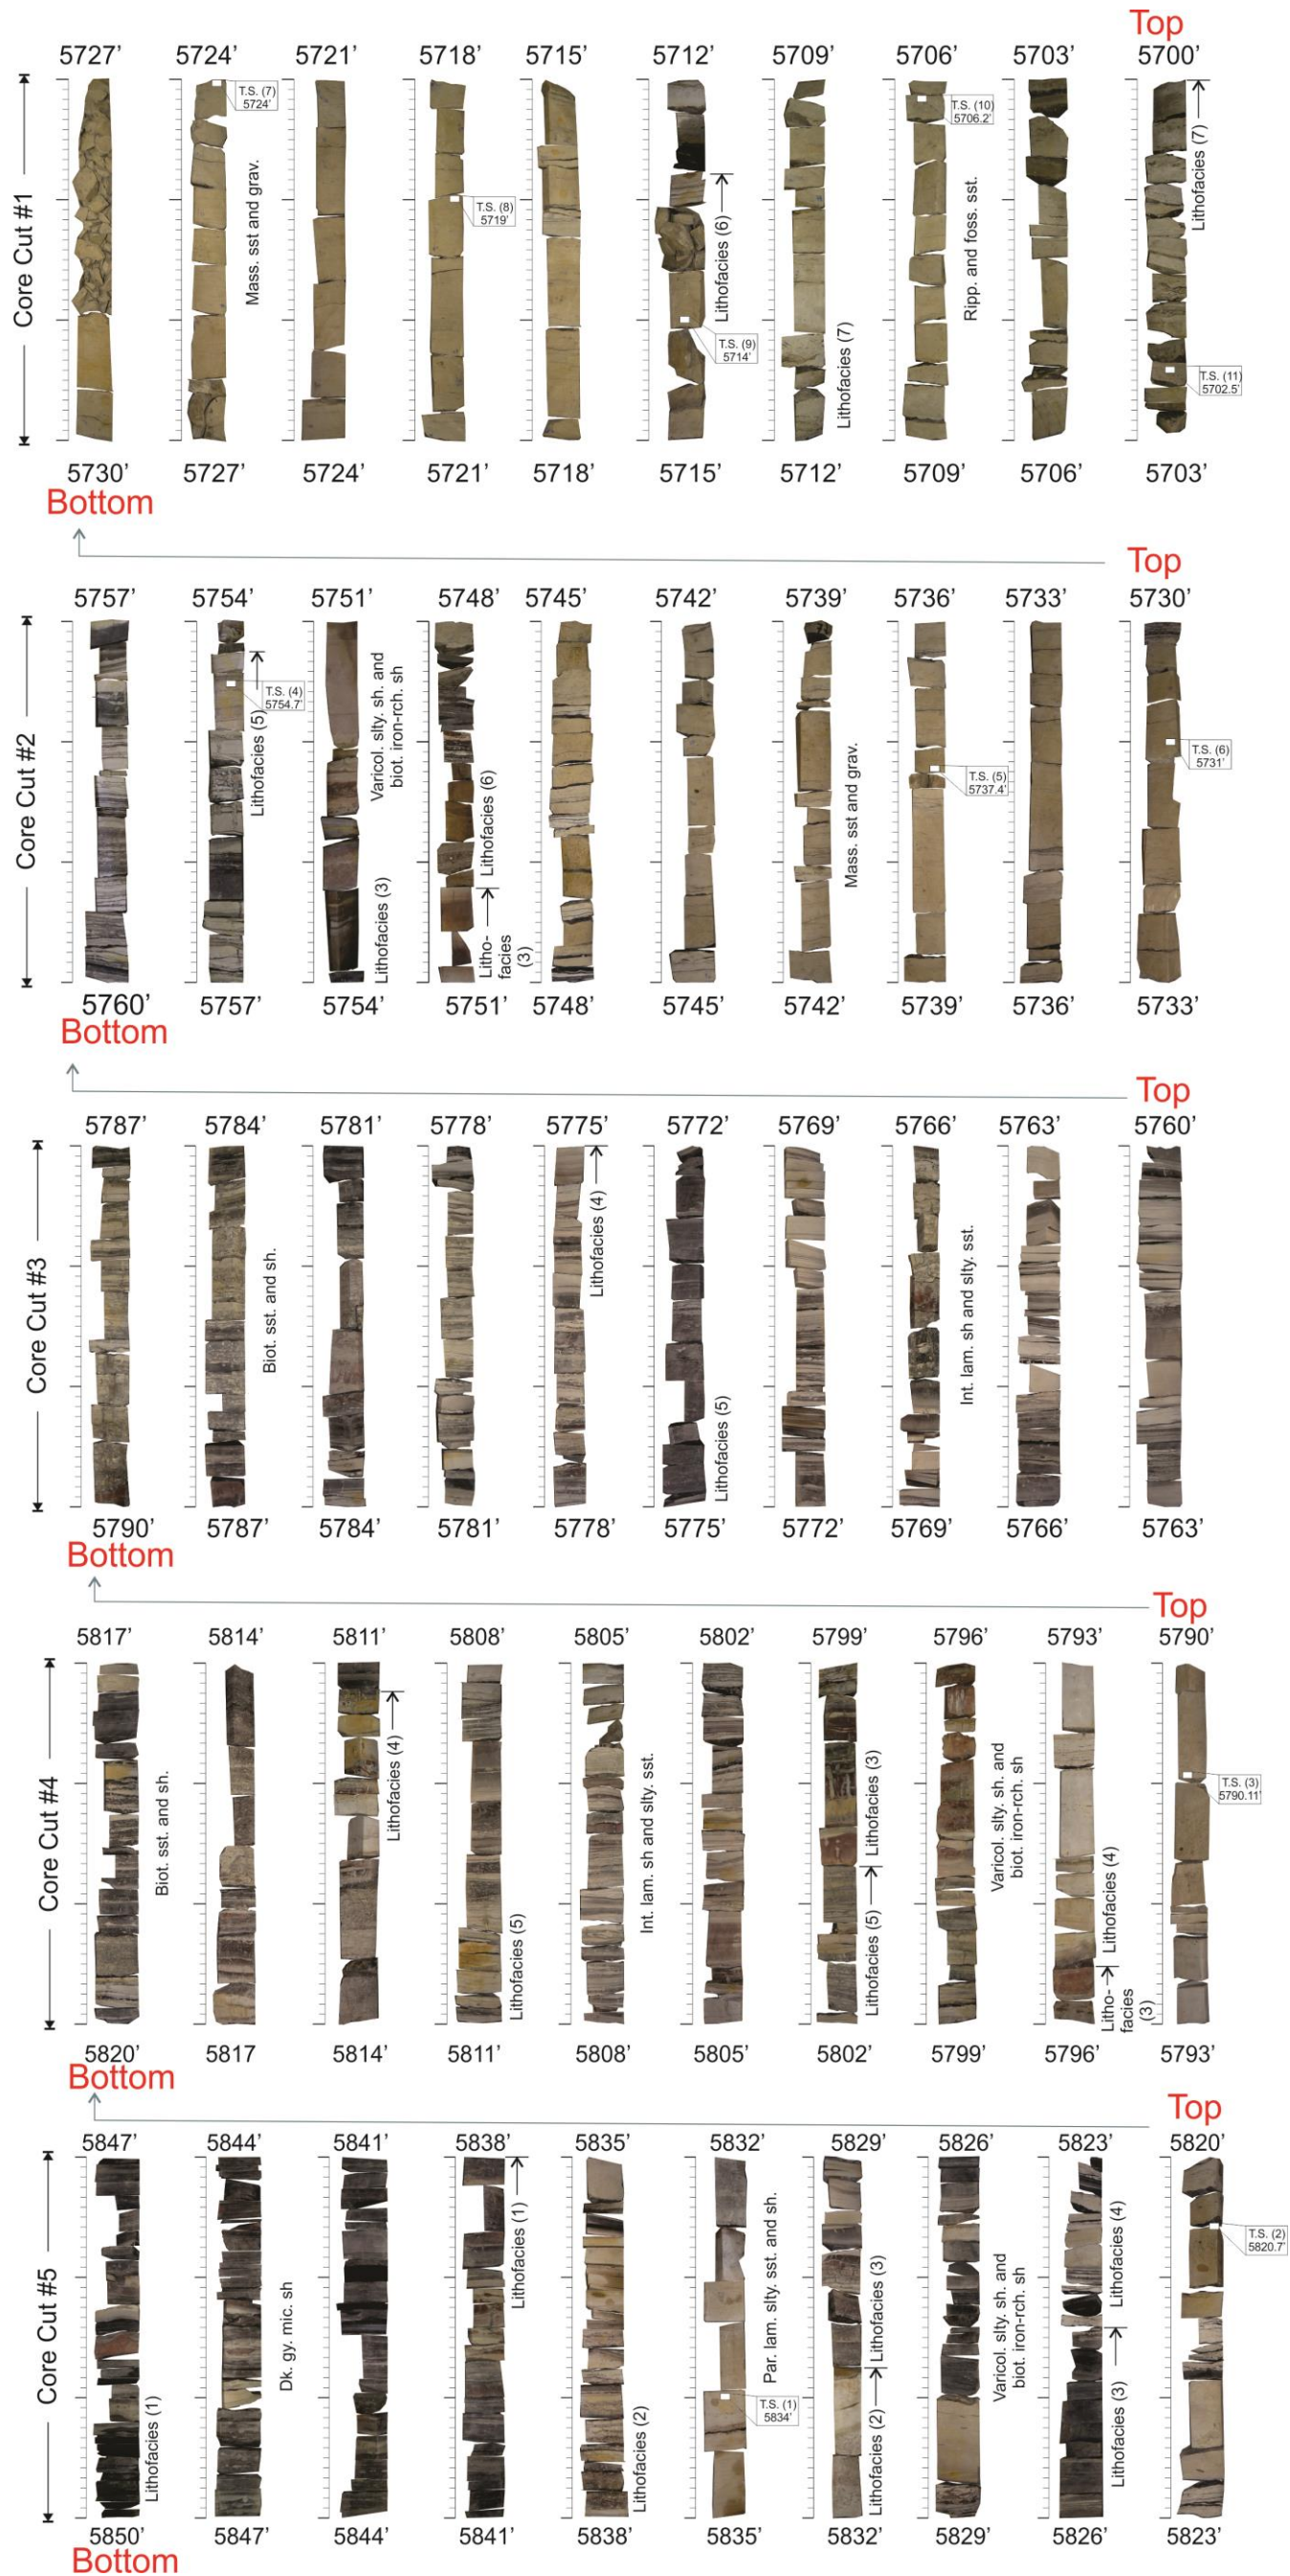 Top
5727’ 5724’ 5721’ 5718’ 5715’ 5712’ 5709’ 5706’ 5703’ 5700’
Core Cut #1
T.S. (7)
5724’
Mass. sst and grav.
T.S. (8)
5719’
Lithofacies (6)
T.S. (9)
5714’
Lithofacies (7)
T.S. (10)
5706.2’
Ripp. and foss. sst.
Lithofacies (7)
T.S. (11)
5702.5’
5730’ 5727’ 5724’ 5721’ 5718’ 5715’ 5712’ 5709’ 5706’ 5703’
Bottom
Top
5757’ 5754’ 5751’ 5748’ 5745’ 5742’ 5739’ 5736’ 5733’ 5730’
Core Cut #2
T.S. (4)
5754.7’
Lithofacies (5)
Varicol. slty. sh. and
biot. iron-rch. sh
Lithofacies (3)
Lithofacies (6)
Litho-
facies
(3)
Mass. sst and grav.
T.S. (5)
5737.4’
T.S. (6)
5731’
5760’ 5757’ 5754’ 5751’ 5748’ 5745’ 5742’ 5739’ 5736’ 5733’
Bottom
Top
5787’ 5784’ 5781’ 5778’ 5775’ 5772’ 5769’ 5766’ 5763’ 5760’
Core Cut #3
Biot. sst. and sh.
Lithofacies (4)
Lithofacies (5)
Int. lam. sh and slty. sst.
5790’ 5787’ 5784’ 5781’ 5778’ 5775’ 5772’ 5769’ 5766’ 5763’
Bottom
Top
5817’ 5814’ 5811’ 5808’ 5805’ 5802’ 5799’ 5796’ 5793’ 5790’
Core Cut #4
Biot. sst. and sh.
Lithofacies (4)
Lithofacies (5)
Int. lam. sh and slty. sst.
Lithofacies (3)
Lithofacies (5)
Varicol. slty. sh. and
biot. iron-rch. sh
Lithofacies (4)
Litho-
facies
(3)
T.S. (3)
5790.11’
5820’ 5817 5814’ 5811’ 5808’ 5805’ 5802’ 5799’ 5796’ 5793’
Bottom
Top
5847’ 5844’ 5841’ 5838’ 5835’ 5832’ 5829’ 5826’ 5823’ 5820’
Core Cut #5
Lithofacies (1)
Dk. gy. mic. sh
Lithofacies (1)
Lithofacies (2)
Par. lam. slty. sst. and sh.
T.S. (1)
5834’
Lithofacies (3)
Lithofacies (2)
Varicol. slty. sh. and
biot. iron-rch. sh
Lithofacies (4)
Lithofacies (3)
T.S. (2)
5820.7’
5850’ 5847’ 5844’ 5841’ 5838’ 5835’ 5832’ 5829’ 5826’ 5823’
Bottom